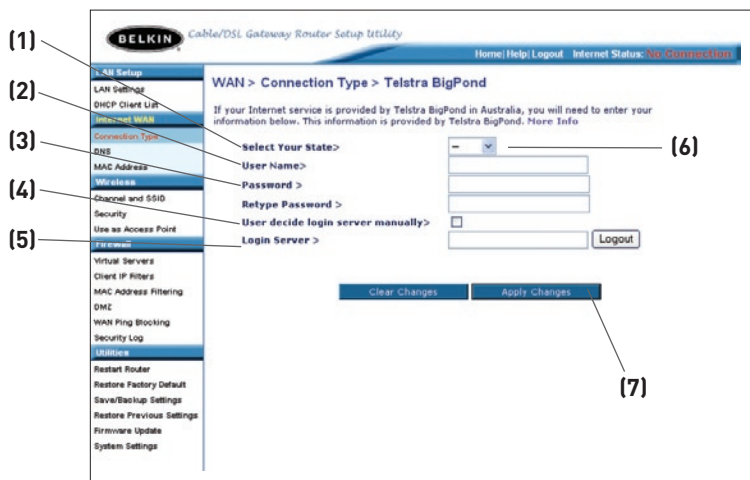 BELKIN
Cable/DSL Gateway Router Setup Utility
Home|Help|Logout Internet Status: No Connection
(1)
(2)
(3)
(4)
(5)
(6)
(7)
LAN Setup
LAN Settings
DHCP Client List
Internet WAN
Connection Type
DNS
MAC Address
Wireless
Channel and SSID
Security
Use as Access Point
Firewall
Virtual Servers
Client IP Filters
MAC Address Filtering
DMZ
WAN Ping Blocking
Security Log
Utilities
Restart Router
Restore Factory Default
Save/Backup Settings
Restore Previous Settings
Firmware Update
System Settings
WAN > Connection Type > Telstra BigPond
If your Internet service is provided by Telstra BigPond in Australia, you will need to enter your
information below. This information is provided by Telstra BigPond. More Info
Select Your State>
--
User Name>
Password >
Retype Password >
User decide login server manually>
Login Server >
Logout
Clear Changes
Apply Changes